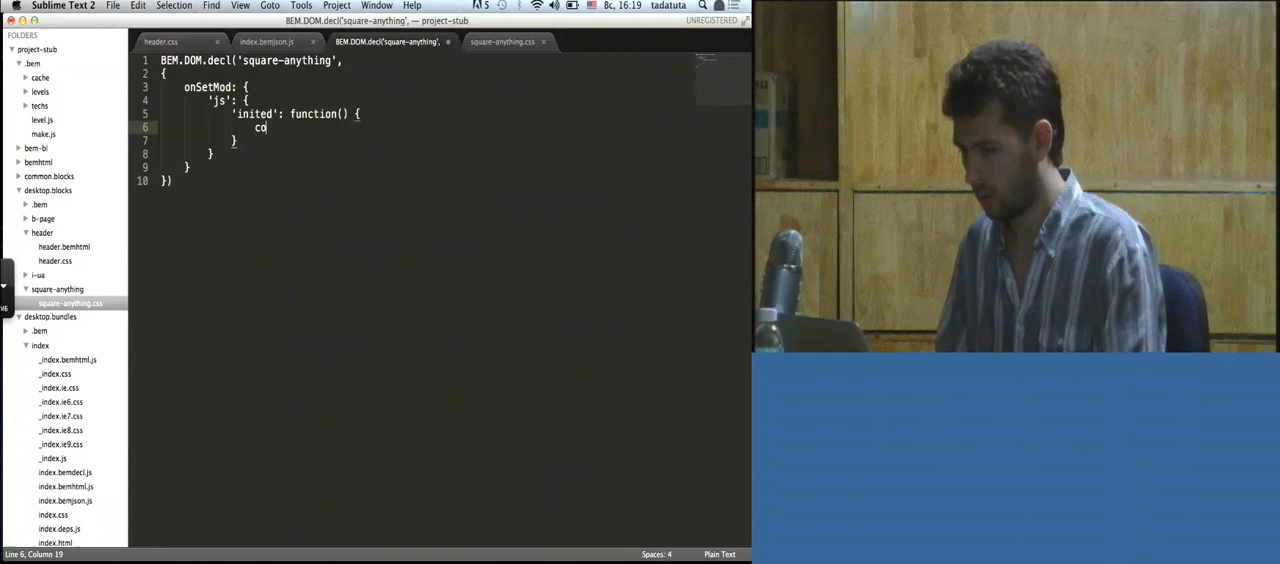 Sublime Text 2 File Edit Selection Find View Goto Tools Project Window Help 5 Вс, 16:19 tadatuta
BEM.DOM.decl('square-anything', — project-stub UNREGISTERED
FOLDERS
header.css × index.bemjson.js × BEM.DOM.decl('square-anything', square-anything.css ×
project-stub
.bem
cache
levels
techs
level.js
make.js
bem-bl
bemhtml
common.blocks
desktop.blocks
.bem
b-page
header
header.bemhtml
header.css
i-ua
square-anything
square-anything.css
desktop.bundles
.bem
index
_index.bemhtml.js
_index.css
_index.ie.css
_index.ie6.css
_index.ie7.css
_index.ie8.css
_index.ie9.css
_index.js
index.bemdecl.js
index.bemhtml.js
index.bemjson.js
index.css
index.deps.js
index.html
1 BEM.DOM.decl('square-anything',
2 {
3 onSetMod: {
4 'js': {
5 'inited': function() {
6 co
7 }
8 }
9 }
10 })
Line 6, Column 19 Spaces: 4 Plain Text